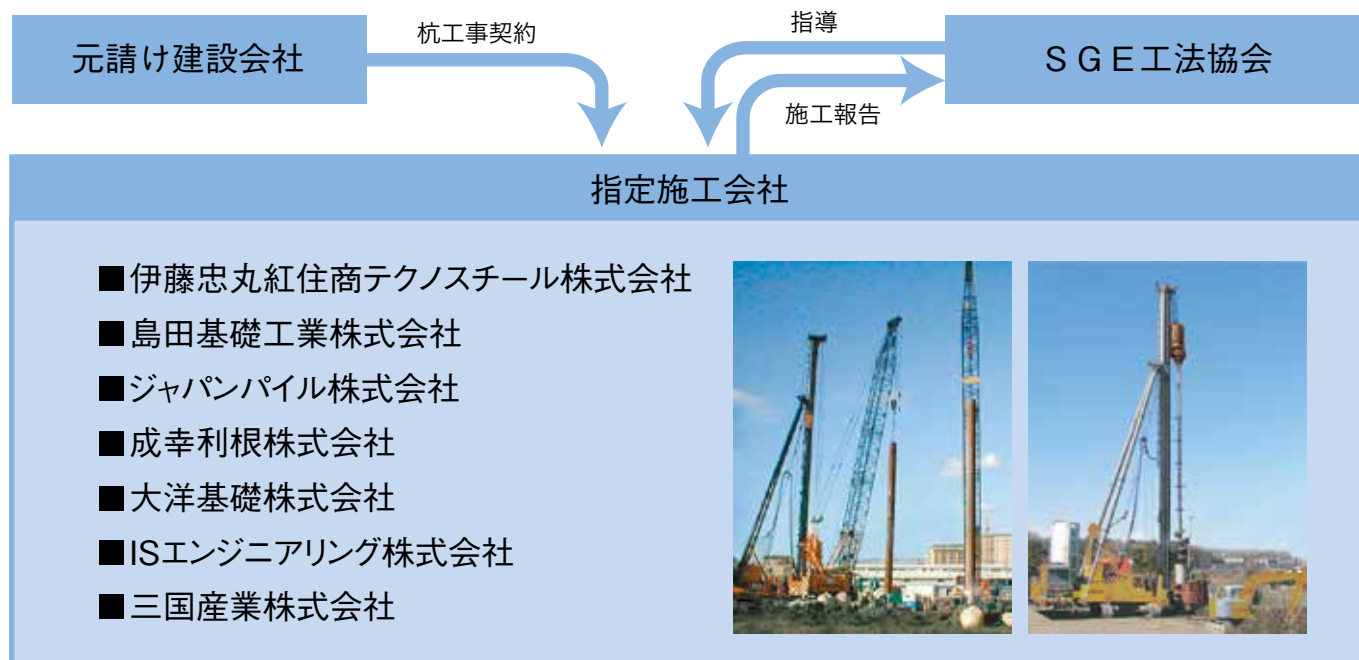 元請け建設会社
杭工事契約
指導
施工報告
SGE工法協会
指定施工会社
■伊藤忠丸紅住商テクノスチール株式会社
■島田基礎工業株式会社
■ジャパンパイル株式会社
■成幸利根株式会社
■大洋基礎株式会社
■ISエンジニアリング株式会社
■三国産業株式会社